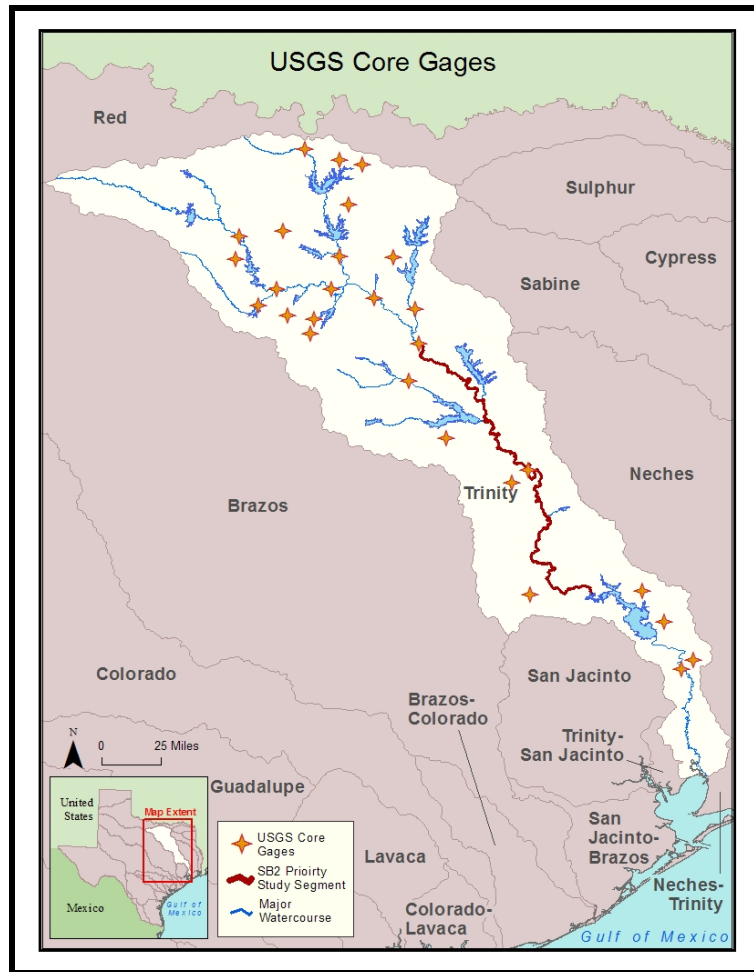 USGS Core Gages
Red
Sulphur
Cypress
Sabine
Neches
Trinity
Brazos
Colorado
San Jacinto
Brazos-
Colorado
Trinity-
San Jacinto
N
0 25 Miles
Guadalupe
United
States
Map Extent
Mexico
Gulf of
Mexico
USGS Core
Gages
SB2 Prioirty
Study Segment
Major
Watercourse
Lavaca
San
Jacinto-
Brazos
Colorado-
Lavaca
Neches-
Trinity
Gulf of Mexico